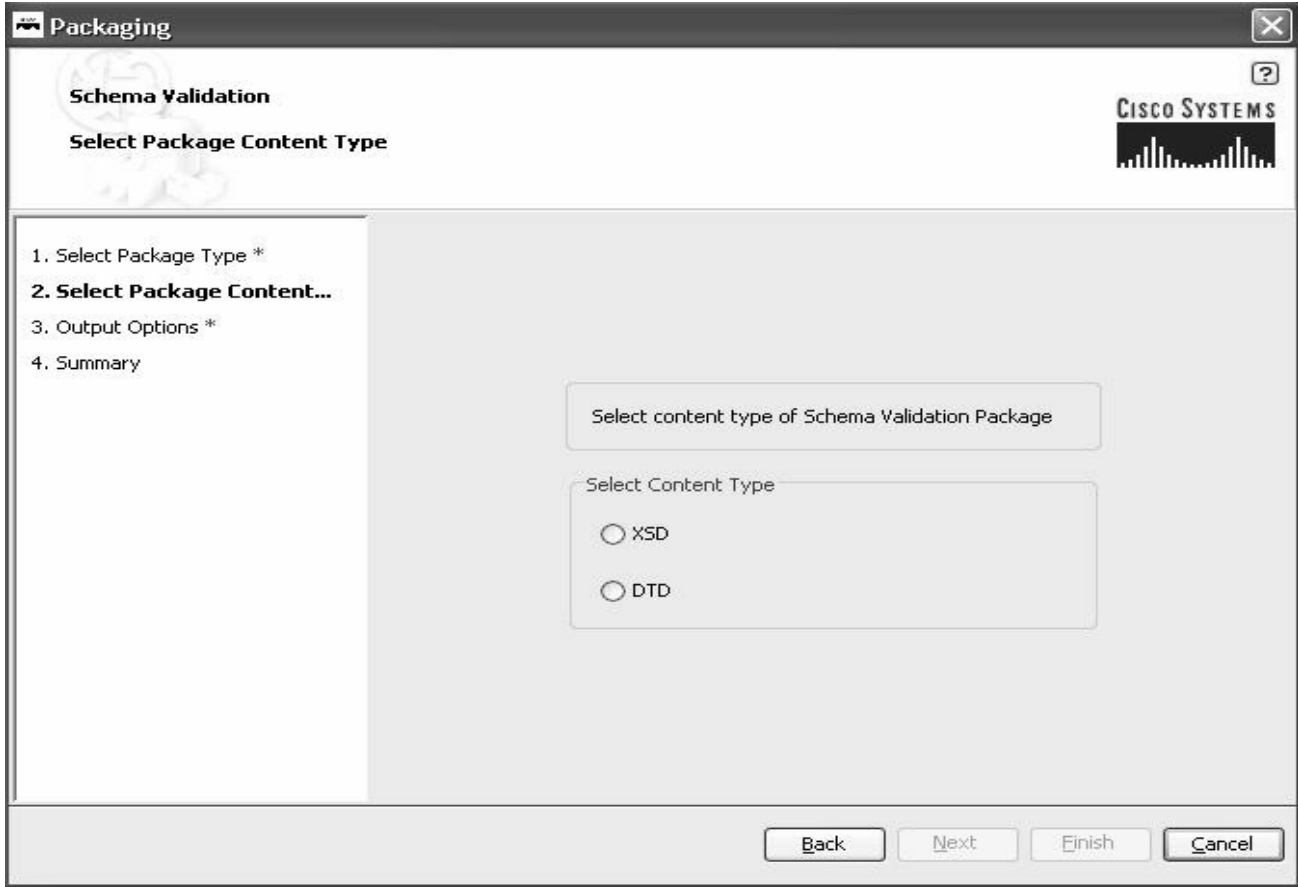 Packaging
?
Schema Validation
CISCO SYSTEMS
Select Package Content Type
1. Select Package Type *
2. Select Package Content...
3. Output Options *
4. Summary
Select content type of Schema Validation Package
Select Content Type
XSD
DTD
Back Next Finish Cancel